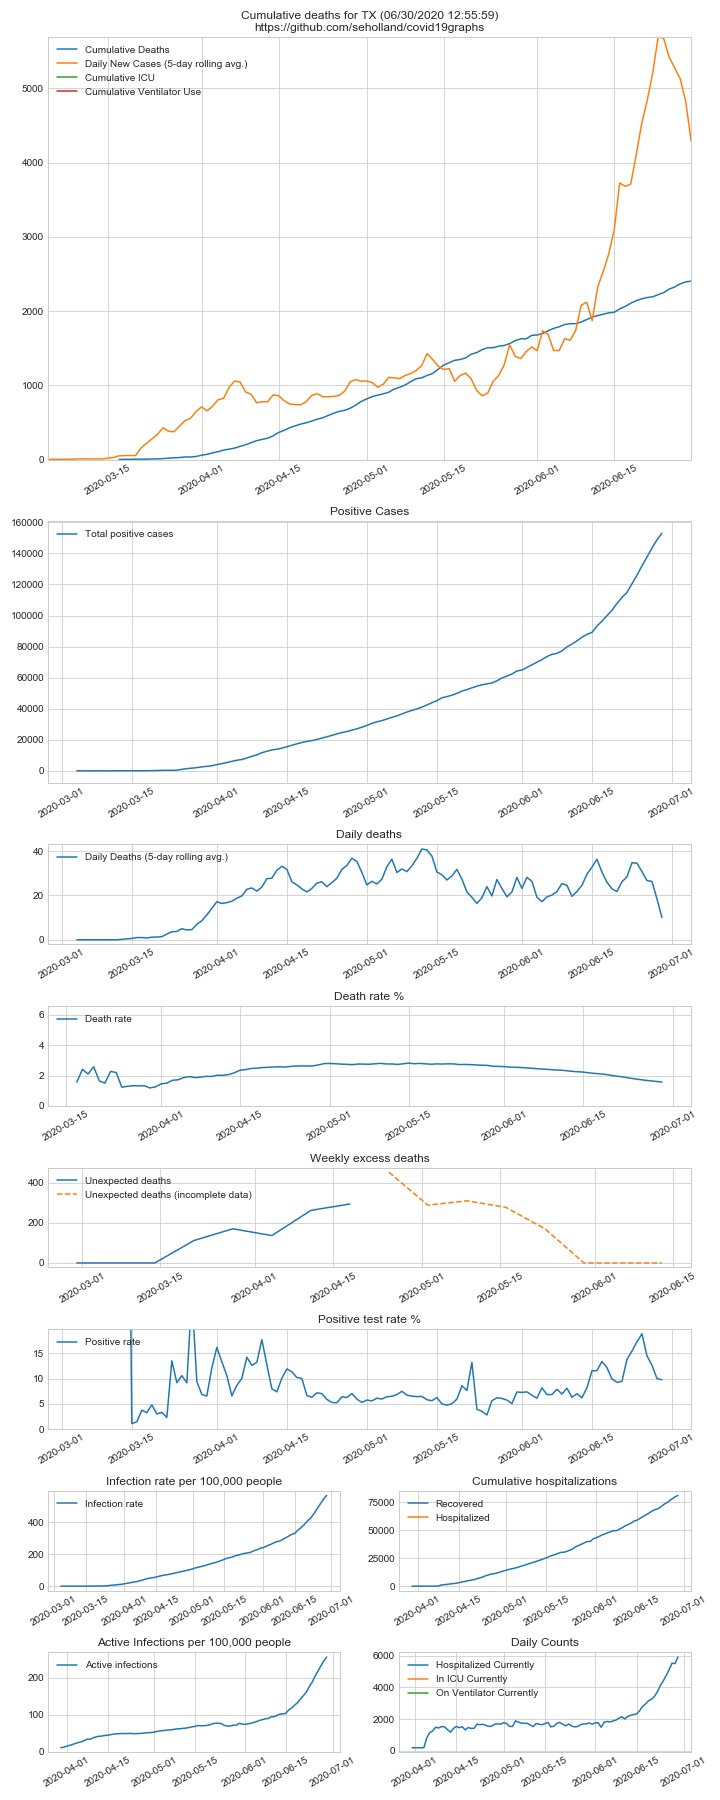 Cumulative deaths for TX (06/30/2020 12:55:59)
https://github.com/seholland/covid19graphs
Cumulative Deaths
Daily New Cases (5-day rolling avg.)
Cumulative ICU
Cumulative Ventilator Use
5000
4000
3000
2000
1000
0
2020-03-15 2020-04-01 2020-04-15 2020-05-01 2020-05-15 2020-06-01 2020-06-15
Positive Cases
Total positive cases
160000
140000
120000
100000
80000
60000
40000
20000
0
2020-03-01 2020-03-15 2020-04-01 2020-04-15 2020-05-01 2020-05-15 2020-06-01 2020-06-15 2020-07-01
Daily deaths
Daily Deaths (5-day rolling avg.)
40
20
0
2020-03-01 2020-03-15 2020-04-01 2020-04-15 2020-05-01 2020-05-15 2020-06-01 2020-06-15 2020-07-01
Death rate %
Death rate
6
4
2
0
2020-03-15 2020-04-01 2020-04-15 2020-05-01 2020-05-15 2020-06-01 2020-06-15 2020-07-01
Weekly excess deaths
Unexpected deaths
Unexpected deaths (incomplete data)
400
200
0
2020-03-01 2020-03-15 2020-04-01 2020-04-15 2020-05-01 2020-05-15 2020-06-01 2020-06-15
Positive test rate %
Positive rate
15
10
5
0
2020-03-01 2020-03-15 2020-04-01 2020-04-15 2020-05-01 2020-05-15 2020-06-01 2020-06-15 2020-07-01
Infection rate per 100,000 people
Infection rate
400
200
0
2020-03-01 2020-03-15 2020-04-01 2020-04-15 2020-05-01 2020-05-15 2020-06-01 2020-06-15 2020-07-01
Cumulative hospitalizations
Recovered
Hospitalized
75000
50000
25000
0
2020-04-01 2020-04-15 2020-05-01 2020-05-15 2020-06-01 2020-06-15 2020-07-01
Active Infections per 100,000 people
Active infections
200
100
0
2020-04-01 2020-04-15 2020-05-01 2020-05-15 2020-06-01 2020-06-15 2020-07-01
Daily Counts
Hospitalized Currently
In ICU Currently
On Ventilator Currently
6000
4000
2000
0
2020-04-01 2020-04-15 2020-05-01 2020-05-15 2020-06-01 2020-06-15 2020-07-01